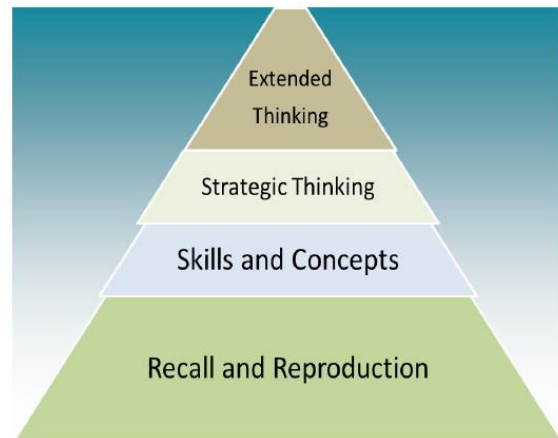 Extended
Thinking
Strategic Thinking
Skills and Concepts
Recall and Reproduction